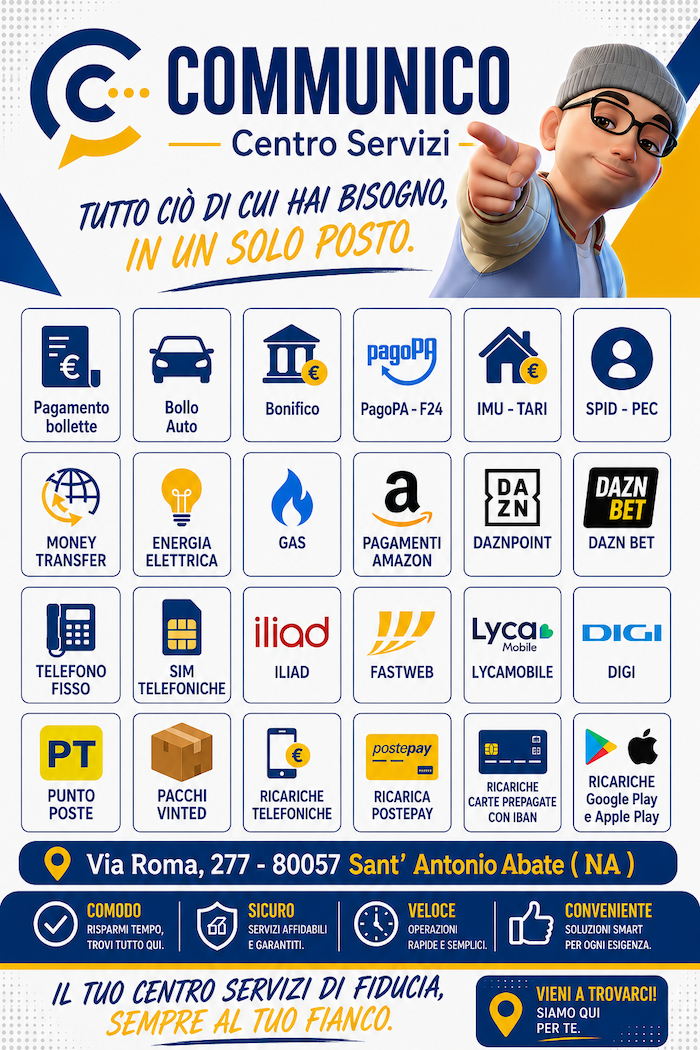 C
COMMUNICO
Centro Servizi
TUTTO CIÒ DI CUI HAI BISOGNO,
IN UN SOLO POSTO.
€
Pagamento
bollette
Bollo
Auto
€
Bonifico
pagoPA
PagoPA - F24
€
IMU - TARI
SPID - PEC
MONEY
TRANSFER
ENERGIA
ELETTRICA
GAS
a
PAGAMENTI
AMAZON
DA
ZN
DAZNPOINT
DAZN
BET
DAZN BET
TELEFONO
FISSO
SIM
TELEFONICHE
iliad
ILIAD
FASTWEB
Lyca
Mobile
LYCAMOBILE
DIGI
DIGI
PT
PUNTO
POSTE
PACCHI
VINTED
€
RICARICHE
TELEFONICHE
postepay
RICARICA
POSTEPAY
RICARICHE
CARTE PREPAGATE
CON IBAN
RICARICHE
Google Play
e Apple Play
Via Roma, 277 - 80057 Sant' Antonio Abate ( NA )
COMODO
RISPARMI TEMPO,
TROVI TUTTO QUI.
SICURO
SERVIZI AFFIDABILI
E GARANTITI.
VELOCE
OPERAZIONI
RAPIDE E SEMPLICI.
CONVENIENTE
SOLUZIONI SMART
PER OGNI ESIGENZA.
IL TUO CENTRO SERVIZI DI FIDUCIA,
SEMPRE AL TUO FIANCO.
VIENI A TROVARCI!
SIAMO QUI
PER TE.